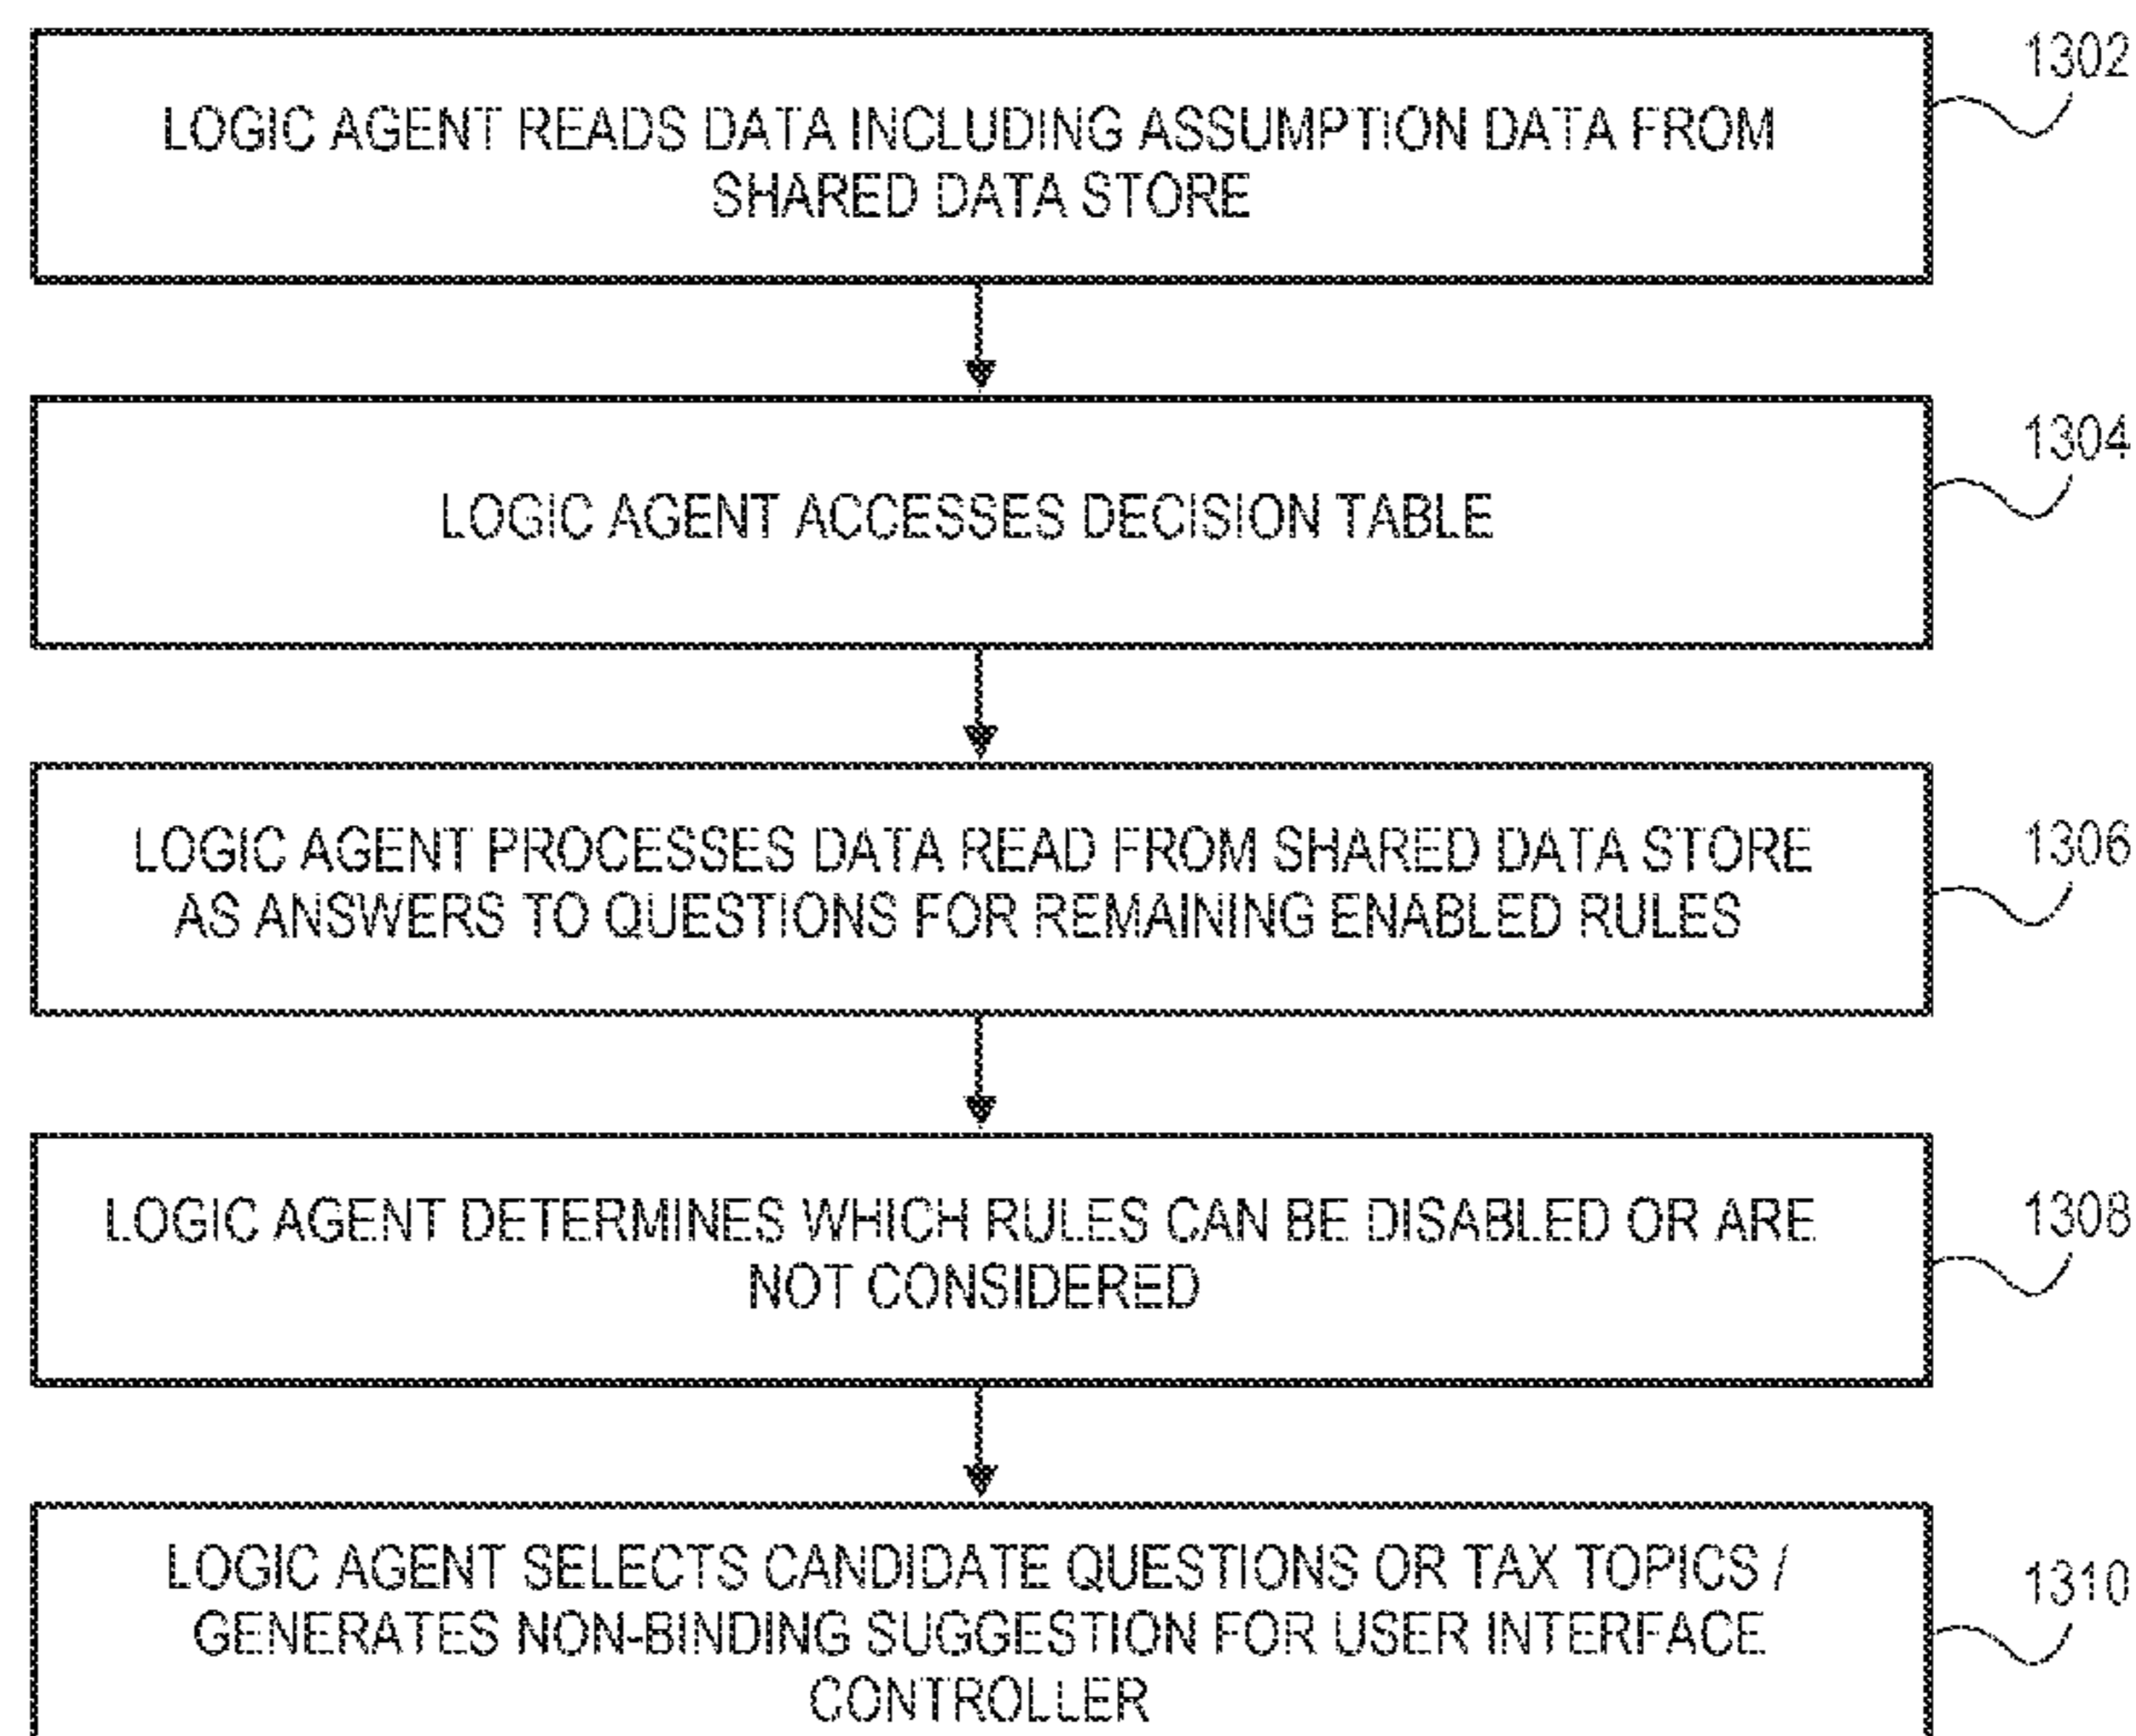 1302
LOGIC AGENT READS DATA INCLUDING ASSUMPTION DATA FROM
SHARED DATA STORE
1304
LOGIC AGENT ACCESSES DECISION TABLE
LOGIC AGENT PROCESSES DATA READ FROM SHARED DATA STORE
1306
AS ANSWERS TO QUESTIONS FOR REMAINING ENABLED RULES
LOGIC AGENT DETERMINES WHICH RULES CAN BE DISABLED OR ARE
1308
NOT CONSIDERED
LOGIC AGENT SELECTS CANDIDATE QUESTIONS OR TAX TOPICS /
1310
GENERATES NON-BINDING SUGGESTION FOR USER INTERFACE
CONTROLLER